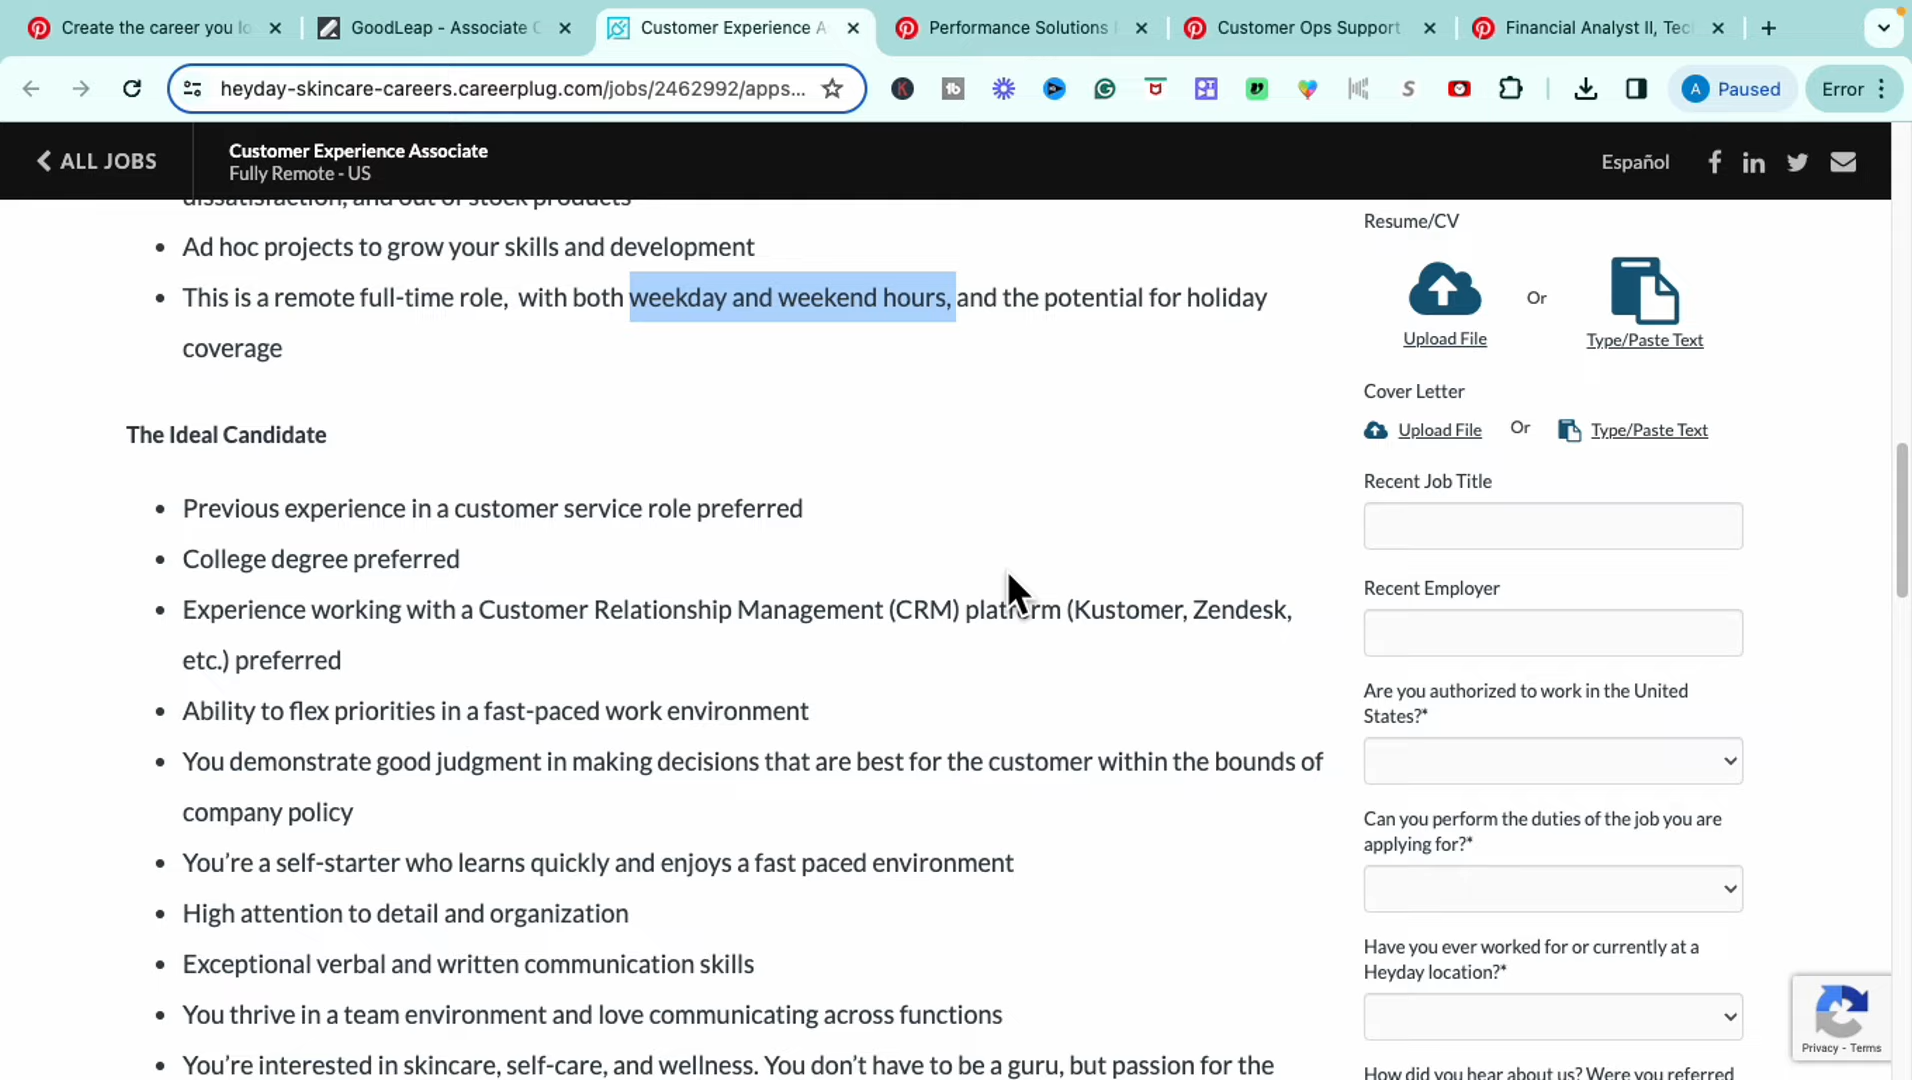 Create the career you lo
GoodLeap - Associate C
Customer Experience A
Performance Solutions
Customer Ops Support
Financial Analyst II, Tec
heyday-skincare-careers.careerplug.com/jobs/2462992/apps...
A Paused
Error
ALL JOBS
Customer Experience Associate
Fully Remote - US
Español
dissatisfaction, and out of stock products
• Ad hoc projects to grow your skills and development
• This is a remote full-time role,  with both weekday and weekend hours, and the potential for holiday
coverage
The Ideal Candidate
• Previous experience in a customer service role preferred
• College degree preferred
• Experience working with a Customer Relationship Management (CRM) platform (Kustomer, Zendesk,
etc.) preferred
• Ability to flex priorities in a fast-paced work environment
• You demonstrate good judgment in making decisions that are best for the customer within the bounds of
company policy
• You’re a self-starter who learns quickly and enjoys a fast paced environment
• High attention to detail and organization
• Exceptional verbal and written communication skills
• You thrive in a team environment and love communicating across functions
• You’re interested in skincare, self-care, and wellness. You don’t have to be a guru, but passion for the
Resume/CV
Upload File
Or
Type/Paste Text
Cover Letter
Upload File
Or
Type/Paste Text
Recent Job Title
Recent Employer
Are you authorized to work in the United
States?*
Can you perform the duties of the job you are
applying for?*
Have you ever worked for or currently at a
Heyday location?*
How did you hear about us? Were you referred
Privacy - Terms